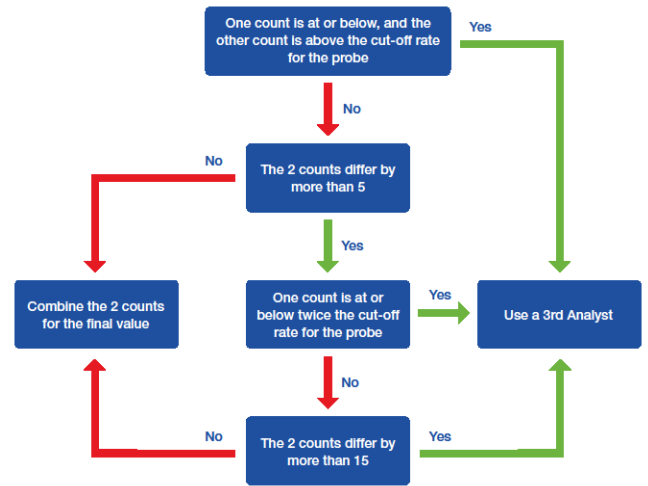 One count is at or below, and the
other count is above the cut-off rate
for the probe
Yes
No
No
The 2 counts differ by
more than 5
Yes
Combine the 2 counts
for the final value
One count is at or
below twice the cut-off
rate for the probe
Yes
Use a 3rd Analyst
No
No
The 2 counts differ by
more than 15
Yes